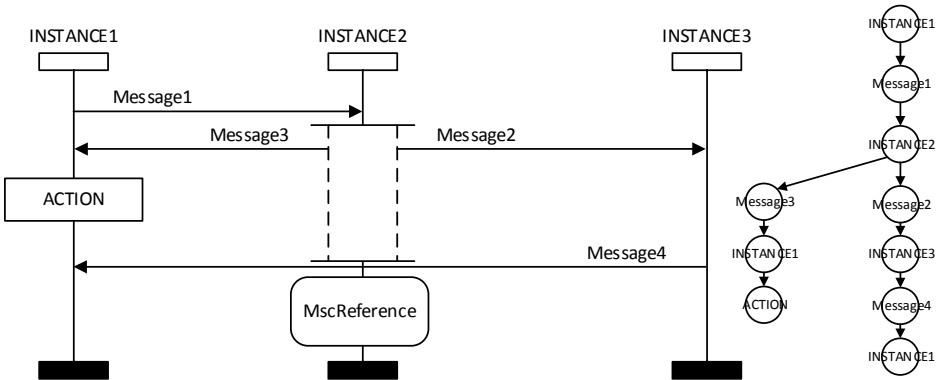 INSTANCE1
INSTANCE2
INSTANCE3
Message1
Message3
Message2
ACTION
Message4
MscReference
INSTANCE1
Message1
INSTANCE2
Message3
Message2
INSTANCE1
INSTANCE3
ACTION
Message4
INSTANCE1